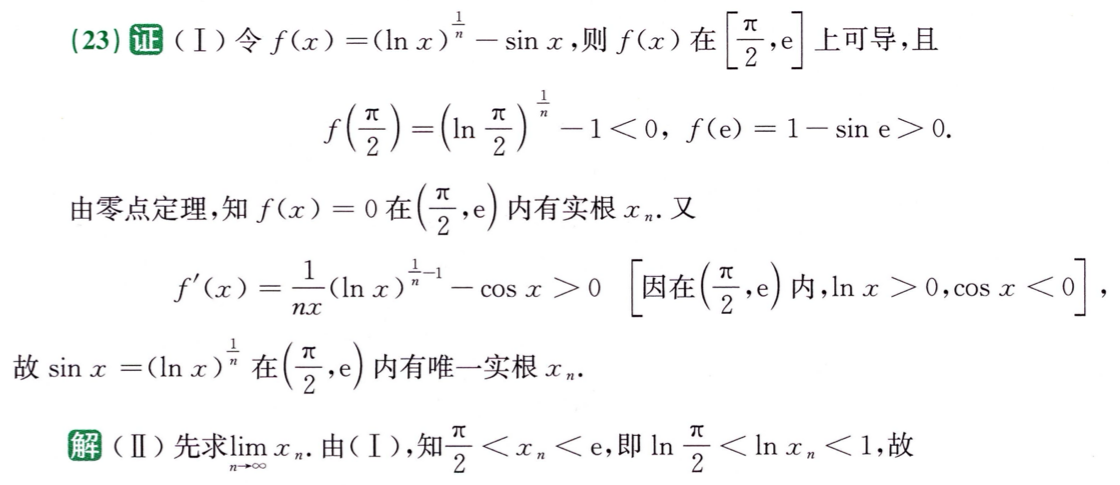 (23) 证 (Ⅰ) 令 f(x) = (ln x)^{1/n} − sin x, 则 f(x) 在 [π/2, e] 上可导, 且
f(π/2) = (ln π/2)^{1/n} − 1 < 0, f(e) = 1 − sin e > 0.
由零点定理, 知 f(x) = 0 在 (π/2, e) 内有实根 x_n. 又
f′(x) = 1/(nx) (ln x)^{1/n −1} − cos x > 0 [因在 (π/2, e) 内, ln x > 0, cos x < 0],
故 sin x = (ln x)^{1/n} 在 (π/2, e) 内有唯一实根 x_n.
解 (Ⅱ) 先求 lim_{n→∞} x_n. 由 (Ⅰ), 知 π/2 < x_n < e, 即 ln π/2 < ln x_n < 1, 故